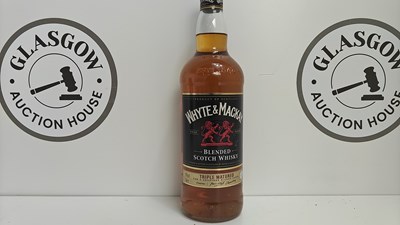 GLASGOW
AUCTION HOUSE
WHYTE & MACKAY
BLENDED
SCOTCH WHISKY
TRIPLE MATURED
GLASGOW
AUCTION HOUSE